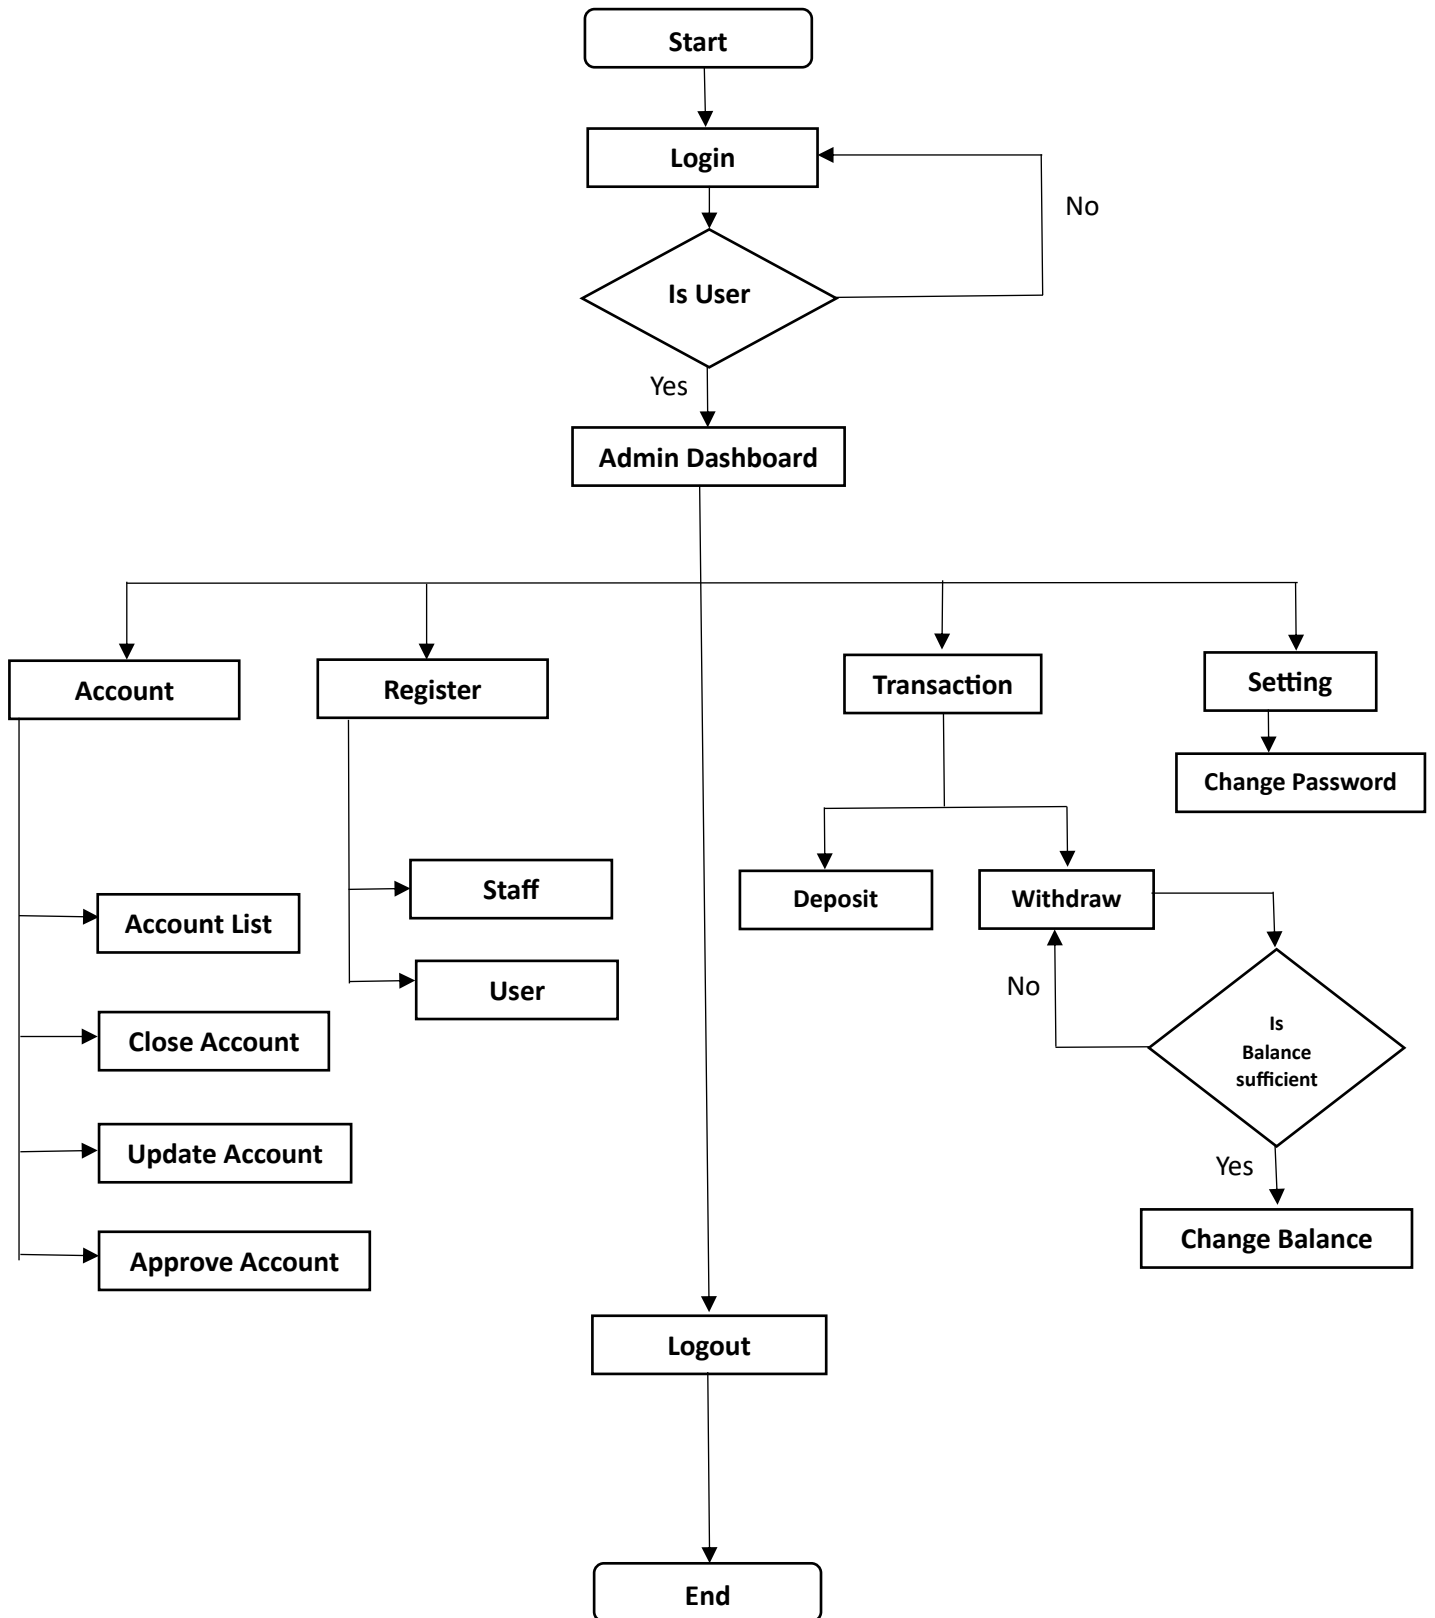 Start
Login
No
Is User
Yes
Admin Dashboard
Account
Register
Transaction
Setting
Change Password
Staff
Deposit
Withdraw
Account List
User
No
Close Account
Is
Balance
sufficient
Update Account
Yes
Approve Account
Change Balance
Logout
End